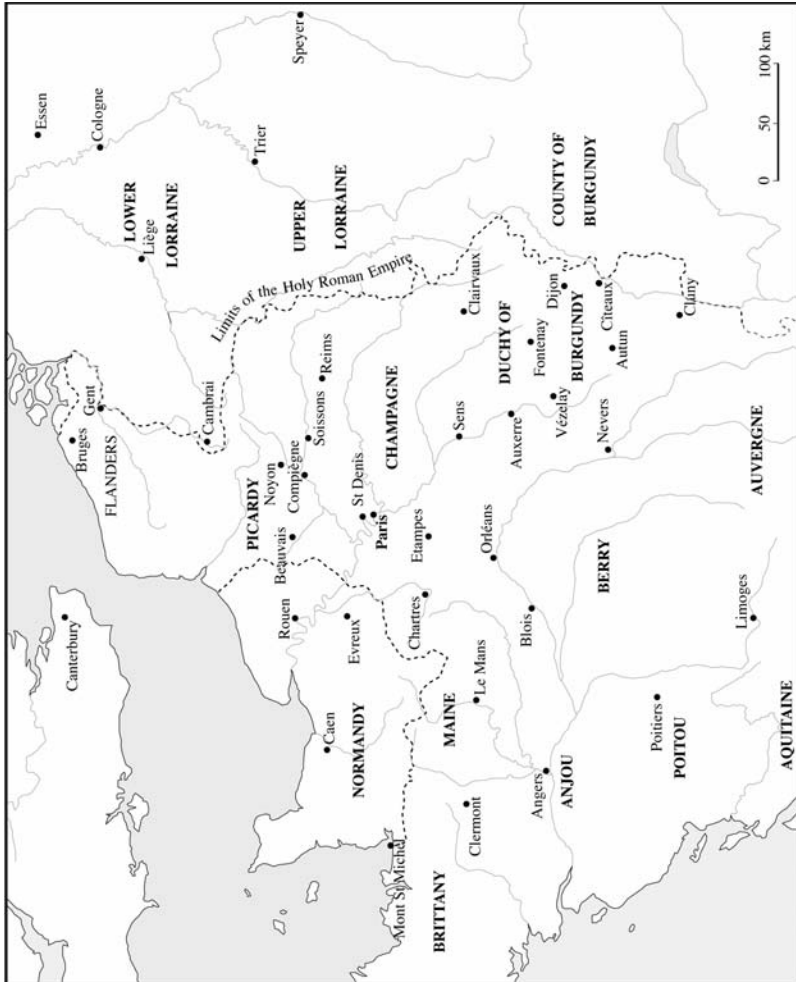 Essen
Canterbury
Bruges
Gent
Cologne
FLANDERS
LOWER
Liège
LORRAINE
Cambrai
Limits of the Holy Roman Empire
Trier
PICARDY
Noyon
Beauvais
Compiègne
Rouen
Soissons
Reims
UPPER
LORRAINE
Speyer
Caen
Evreux
NORMANDY
St Denis
Paris
CHAMPAGNE
Mont St Michel
Chartres
Etampes
BRITTANY
MAINE
Sens
Clairvaux
Clermont
Le Mans
Orléans
Auxerre
DUCHY OF
BURGUNDY
Fontenay
Blois
Vézelay
Dijon
COUNTY OF
BURGUNDY
Angers
ANJOU
BERRY
Nevers
Autun
Cîteaux
Poitiers
POITOU
Cluny
Limoges
AUVERGNE
AQUITAINE
0 50 100 km